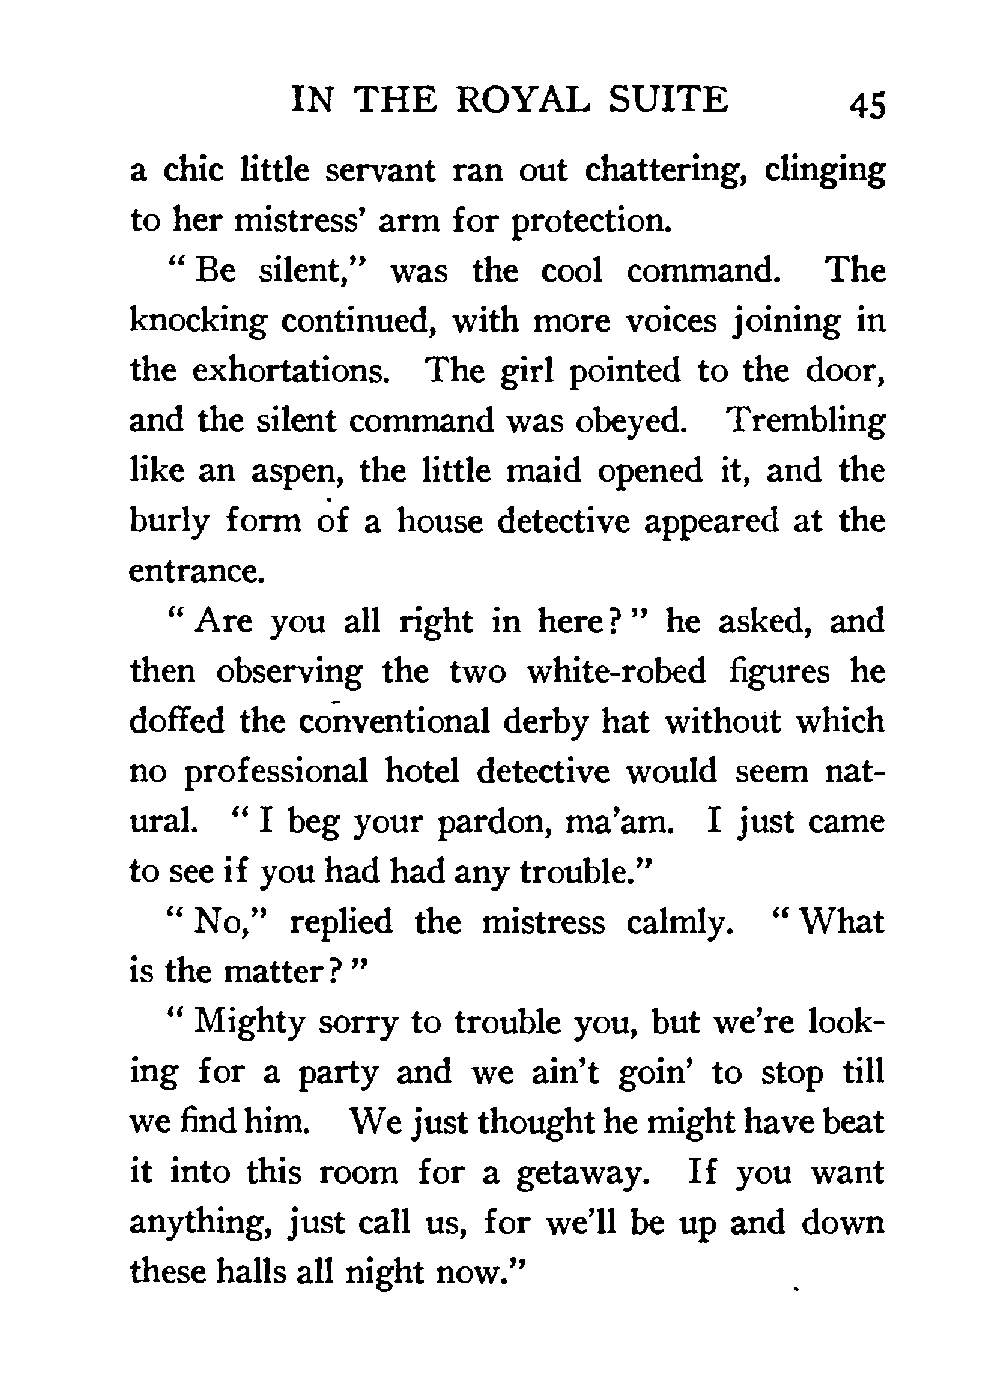 IN THE ROYAL SUITE 45
a chic little servant ran out chattering, clinging
to her mistress' arm for protection.
" Be silent," was the cool command. The
knocking continued, with more voices joining in
the exhortations. The girl pointed to the door,
and the silent command was obeyed. Trembling
like an aspen, the little maid opened it, and the
burly form of a house detective appeared at the
entrance.
" Are you all right in here? " he asked, and
then observing the two white-robed figures he
doffed the conventional derby hat without which
no professional hotel detective would seem nat-
ural. " I beg your pardon, ma'am. I just came
to see if you had had any trouble."
" No," replied the mistress calmly. " What
is the matter? "
" Mighty sorry to trouble you, but we're look-
ing for a party and we ain't goin' to stop till
we find him. We just thought he might have beat
it into this room for a getaway. If you want
anything, just call us, for we'll be up and down
these halls all night now."